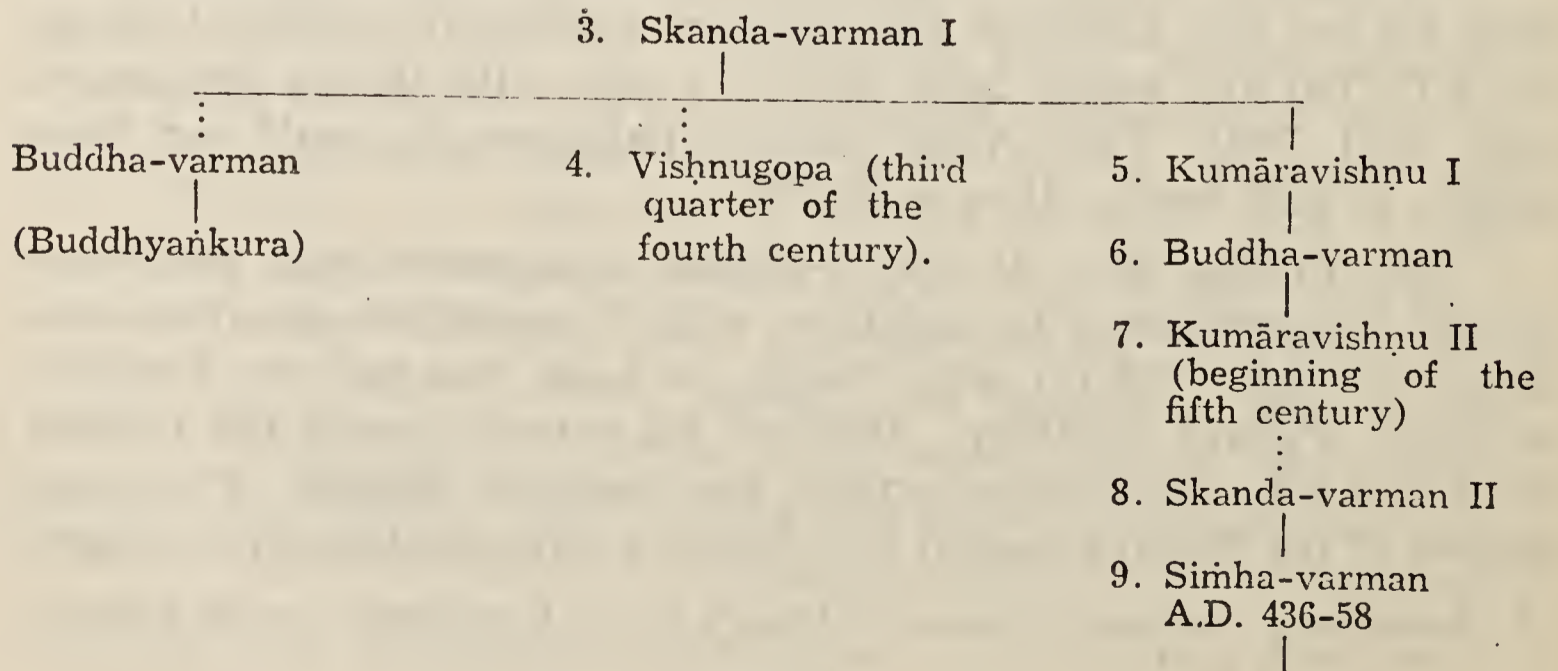 3. Skanda-varman I
Buddha-varman
(Buddhyaṅkura)
4. Vishṇugopa (third
quarter of the
fourth century).
5. Kumāravishṇu I
6. Buddha-varman
7. Kumāravishṇu II
(beginning of the
fifth century)
8. Skanda-varman II
9. Siṁha-varman
A.D. 436-58